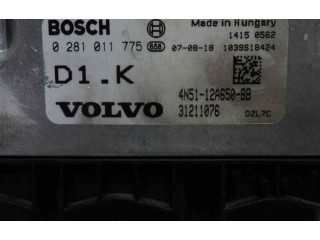 BOSCH
Made in Hungary
1415 0562
0 281 011 775 650 07-08-18 1039S18424
D1.K
VOLVO
4N51-12A650-BB
31211076 DZL7C